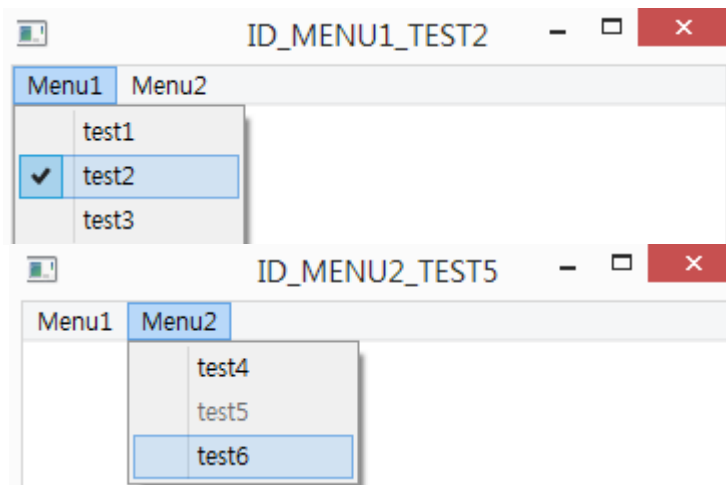 ID_MENU1_TEST2
Menu1 Menu2
test1
test2
test3
ID_MENU2_TEST5
Menu1 Menu2
test4
test5
test6